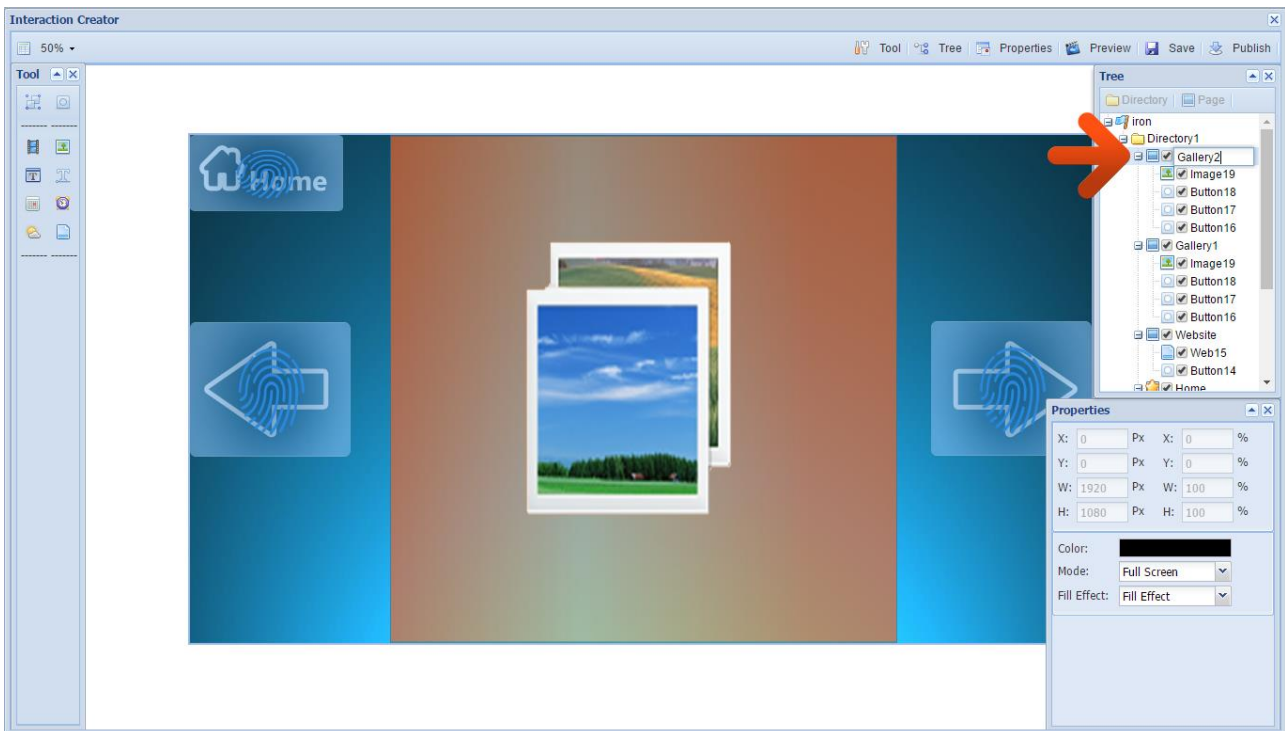 Interaction Creator
50%
Tool
Tree
Properties
Preview
Save
Publish
Tool
Home
Tree
Directory
Page
iron
Directory1
Gallery2
Image19
Button18
Button17
Button16
Gallery1
Image19
Button18
Button17
Button16
Website
Web15
Button14
Home
Properties
X: 0 Px X: 0 %
Y: 0 Px Y: 0 %
W: 1920 Px W: 100 %
H: 1080 Px H: 100 %
Color:
Mode: Full Screen
Fill Effect: Fill Effect